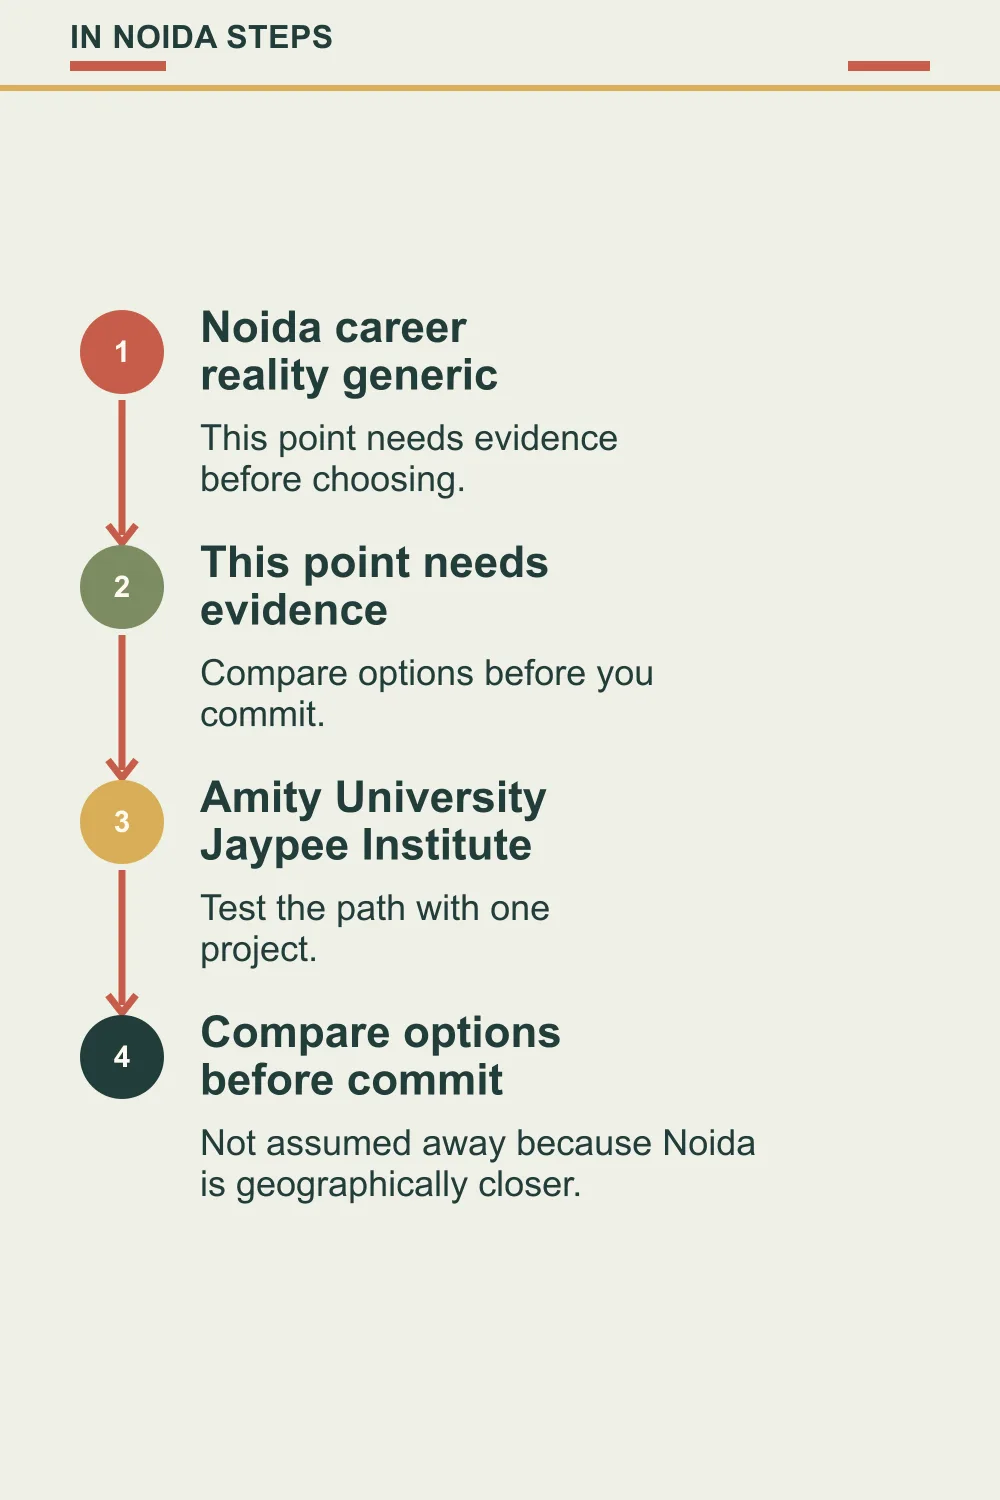 IN NOIDA STEPS
1
Noida career
reality generic
This point needs evidence
before choosing.
2
This point needs
evidence
Compare options before you
commit.
3
Amity University
Jaypee Institute
Test the path with one
project.
4
Compare options
before commit
Not assumed away because Noida
is geographically closer.